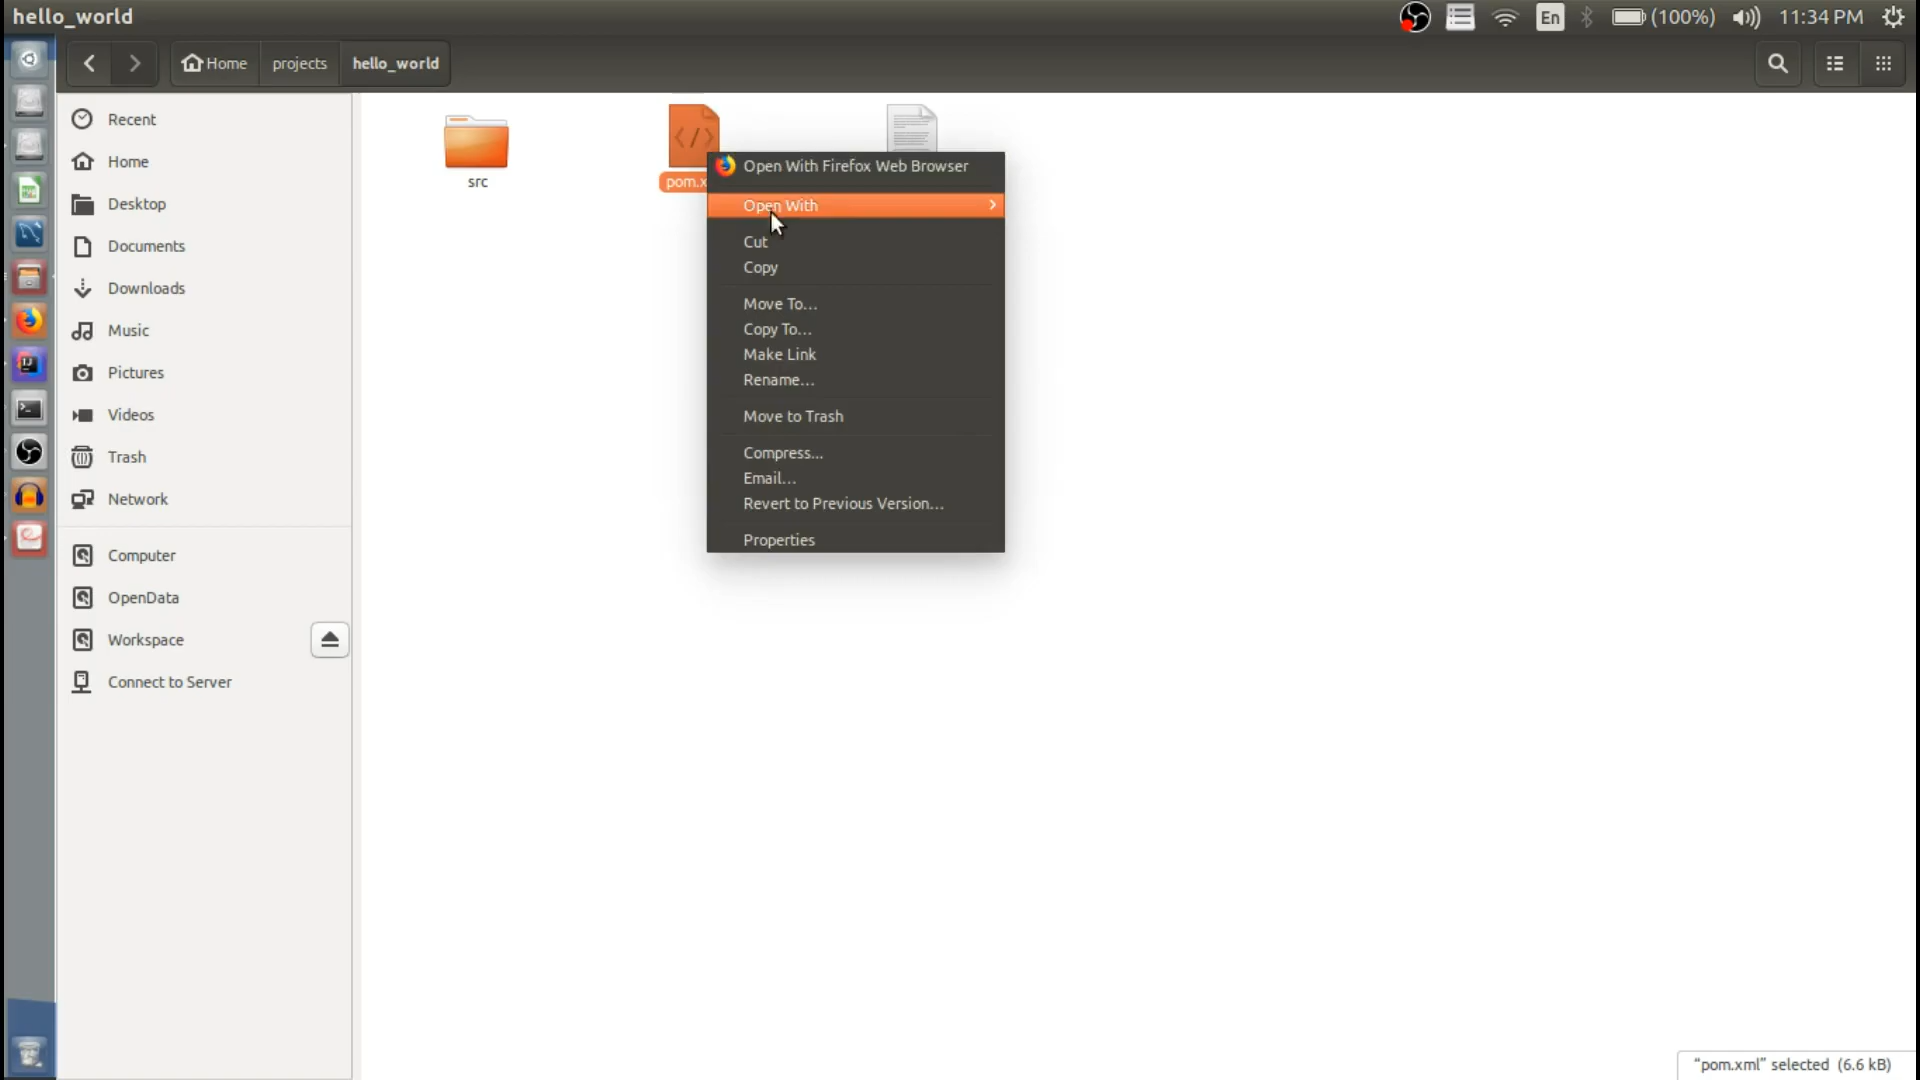 hello_world
En
(100%)
11:34 PM
Home
projects
hello_world
Recent
Home
Desktop
Documents
Downloads
Music
Pictures
Videos
Trash
Network
Computer
OpenData
Workspace
Connect to Server
src
pom.x
Open With Firefox Web Browser
Open With
Cut
Copy
Move To...
Copy To...
Make Link
Rename...
Move to Trash
Compress...
Email...
Revert to Previous Version...
Properties
“pom.xml” selected (6.6 kB)